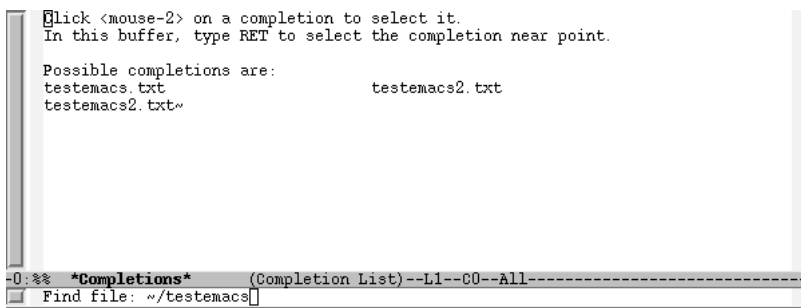 Click <mouse-2> on a completion to select it.
In this buffer, type RET to select the completion near point.
Possible completions are:
testemacs.txt testemacs2.txt
testemacs2.txt~
-0:%% *Completions* (Completion List)--L1--C0--All------------------------------
Find file: ~/testemacs